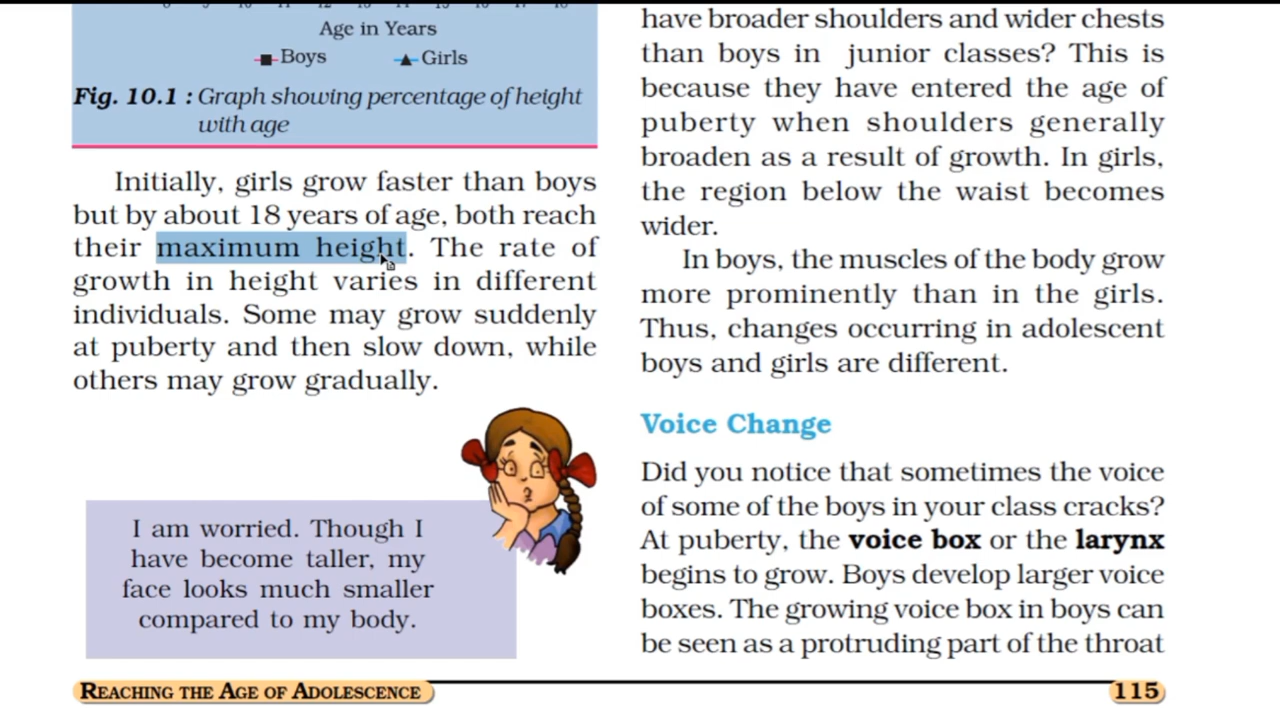 Age in Years
Boys
Girls
Fig. 10.1 : Graph showing percentage of height
with age
Initially, girls grow faster than boys
but by about 18 years of age, both reach
their maximum height. The rate of
growth in height varies in different
individuals. Some may grow suddenly
at puberty and then slow down, while
others may grow gradually.
I am worried. Though I
have become taller, my
face looks much smaller
compared to my body.
have broader shoulders and wider chests
than boys in junior classes? This is
because they have entered the age of
puberty when shoulders generally
broaden as a result of growth. In girls,
the region below the waist becomes
wider.
In boys, the muscles of the body grow
more prominently than in the girls.
Thus, changes occurring in adolescent
boys and girls are different.
Voice Change
Did you notice that sometimes the voice
of some of the boys in your class cracks?
At puberty, the voice box or the larynx
begins to grow. Boys develop larger voice
boxes. The growing voice box in boys can
be seen as a protruding part of the throat
REACHING THE AGE OF ADOLESCENCE
115